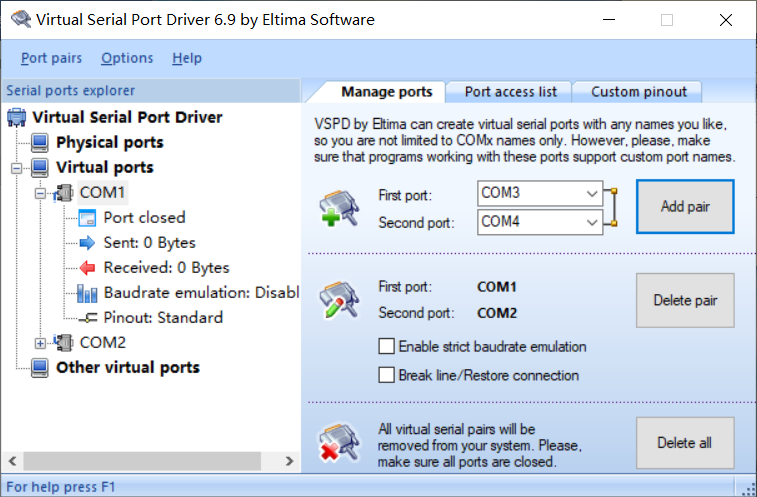 Virtual Serial Port Driver 6.9 by Eltima Software
Port pairs Options Help
Serial ports explorer
Virtual Serial Port Driver
Physical ports
Virtual ports
COM1
Port closed
Sent: 0 Bytes
Received: 0 Bytes
Baudrate emulation: Disabl
Pinout: Standard
COM2
Other virtual ports
Manage ports Port access list Custom pinout
VSPD by Eltima can create virtual serial ports with any names you like,
so you are not limited to COMx names only. However, please, make
sure that programs working with these ports support custom port names.
First port: COM3
Second port: COM4
Add pair
First port: COM1
Second port: COM2
Delete pair
Enable strict baudrate emulation
Break line/Restore connection
All virtual serial pairs will be
removed from your system. Please,
make sure all ports are closed.
Delete all
For help press F1